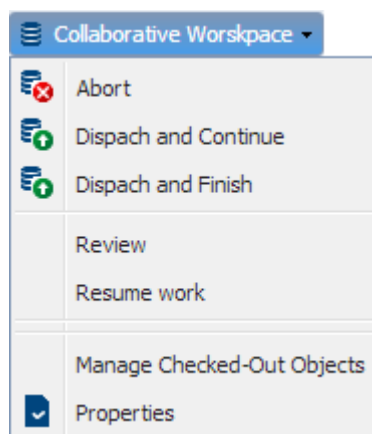 Collaborative Worskpace
Abort
Dispach and Continue
Dispach and Finish
Review
Resume work
Manage Checked-Out Objects
Properties